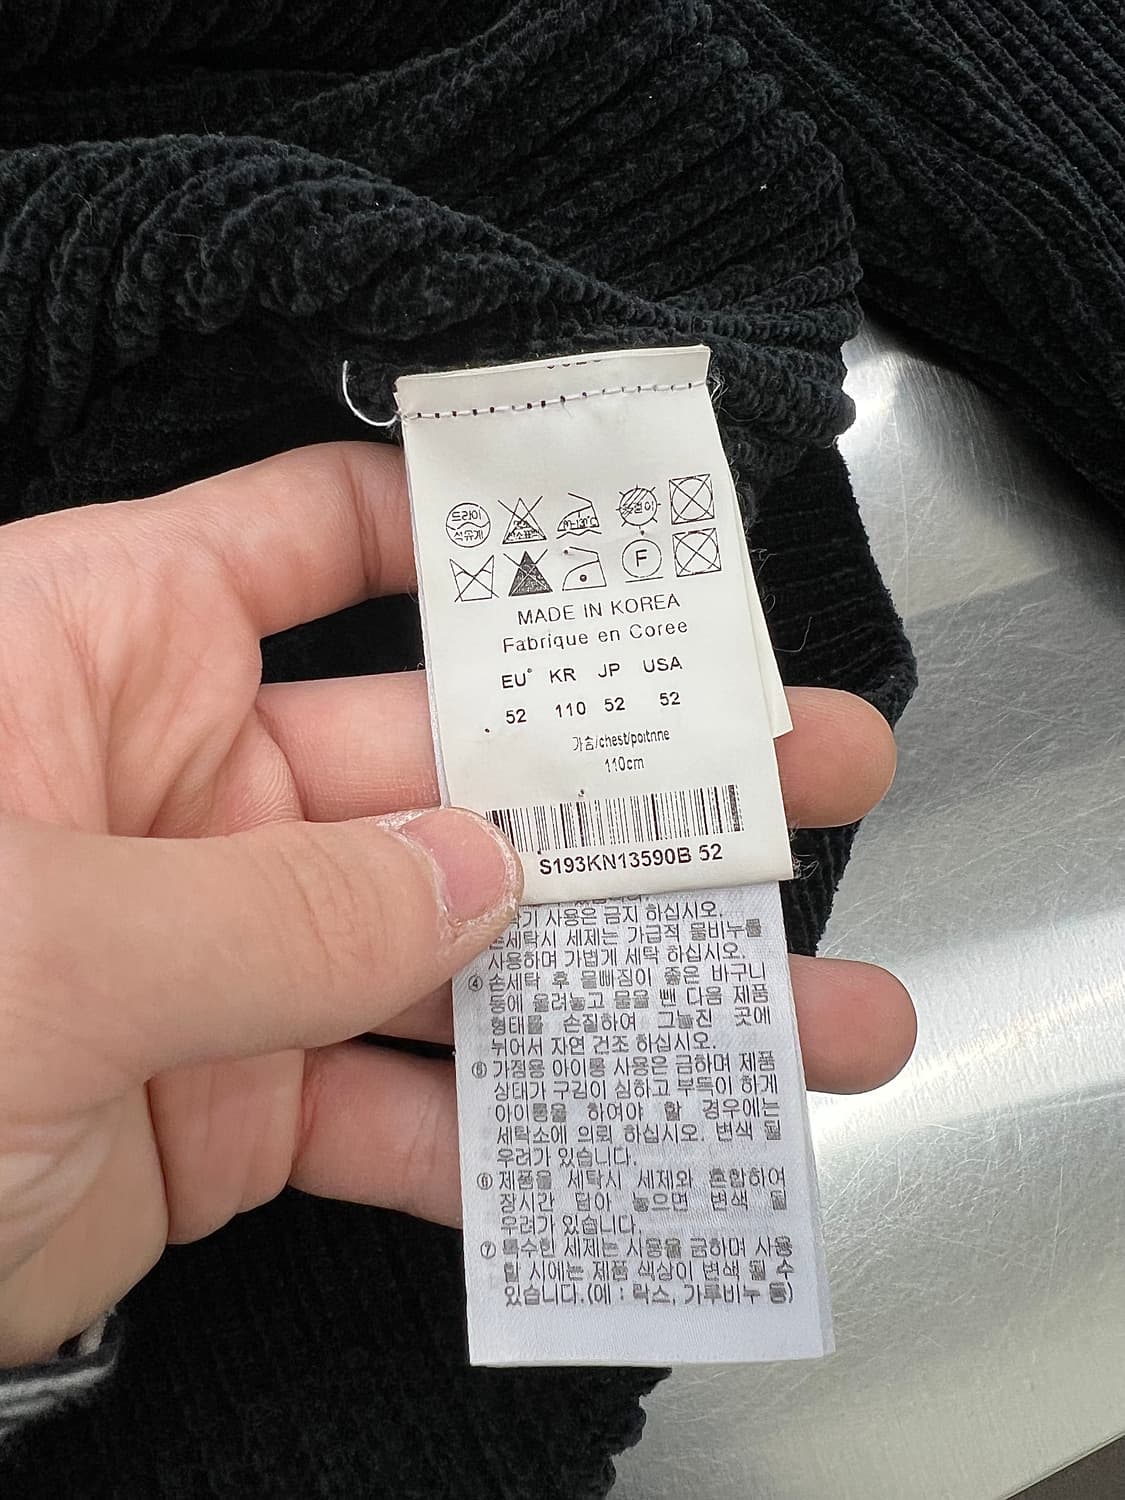 드라이
석유계
F
MADE IN KOREA
Fabrique en Coree
EU° KR JP USA
52 110 52 52
가슴/chest/poitnne
110cm
S193KN13590B 52
사용은 금지 하십시오.
손세탁시 세제는 가급적 물비누를
사용하며 가볍게 세탁 하십시오.
④ 손세탁 후 물빠짐이 좋은 바구니
등에 올려놓고 물을 뺀 다음 제품
형태를 손질하여 그늘진 곳에
뉘어서 자연 건조 하십시오.
⑤ 가정용 아이롱 사용은 금하며 제품
상태가 구김이 심하고 부득이 하게
아이롱을 하여야 할 경우에는
세탁소에 의뢰 하십시오. 변색 될
우려가 있습니다.
⑥ 제품을 세탁시 세제와 혼합하여
장시간 담아 놓으면 변색 될
우려가 있습니다.
⑦ 특수한 세제는 사용을 금하며 사용
할 시에는 제품 색상이 변색 될 수
있습니다.(예 : 락스, 가루비누 등)